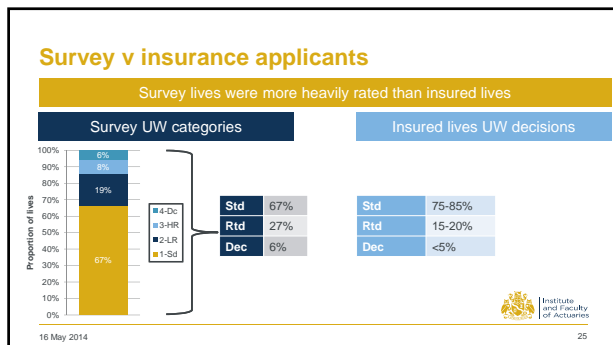 Survey v insurance applicants
Survey lives were more heavily rated than insured lives
Survey UW categories
Insured lives UW decisions
Proportion of lives
100%
90%
80%
70%
60%
50%
40%
30%
20%
10%
0%
6%
8%
19%
67%
4-Dc
3-HR
2-LR
1-Sd
Std 67%
Rtd 27%
Dec 6%
Std 75-85%
Rtd 15-20%
Dec <5%
Institute
and Faculty
of Actuaries
16 May 2014
25